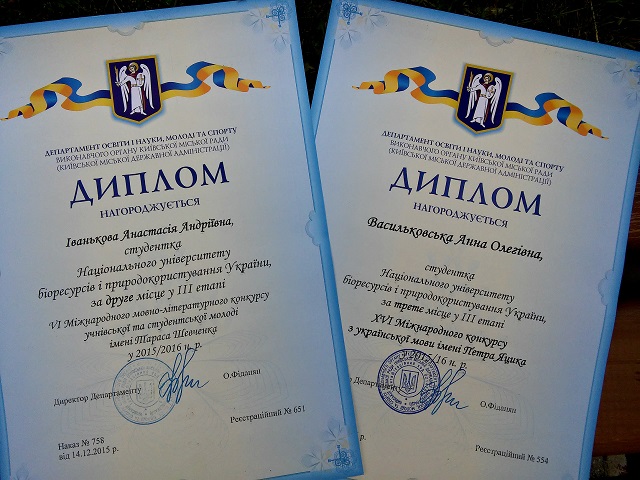 ДЕПАРТАМЕНТ ОСВІТИ І НАУКИ, МОЛОДІ ТА СПОРТУ
ВИКОНАВЧОГО ОРГАНУ КИЇВСЬКОЇ МІСЬКОЇ РАДИ
(КИЇВСЬКОЇ МІСЬКОЇ ДЕРЖАВНОЇ АДМІНІСТРАЦІЇ)
ДИПЛОМ
НАГОРОДЖУЄТЬСЯ
Іванькова Анастасія Андріївна,
студентка
Національного університету
біоресурсів і природокористування України,
за друге місце у ІІІ етапі
VI Міжнародного мовно-літературного конкурсу
учнівської та студентської молоді
імені Тараса Шевченка
у 2015/2016 н. р.
Директор Департаменту
О.Фіданян
Реєстраційний № 651
Наказ № 758
від 14.12.2015 р.
ДЕПАРТАМЕНТ ОСВІТИ І НАУКИ, МОЛОДІ ТА СПОРТУ
ВИКОНАВЧОГО ОРГАНУ КИЇВСЬКОЇ МІСЬКОЇ РАДИ
(КИЇВСЬКОЇ МІСЬКОЇ ДЕРЖАВНОЇ АДМІНІСТРАЦІЇ)
ДИПЛОМ
НАГОРОДЖУЄТЬСЯ
Васильковська Анна Олегівна,
студентка
Національного університету
біоресурсів і природокористування України,
за третє місце у ІІІ етапі
XVI Міжнародного конкурсу
з української мови імені Петра Яцика
/16 н. р.
Департаменту
О.Фіданян
р.
Реєстраційний № 554